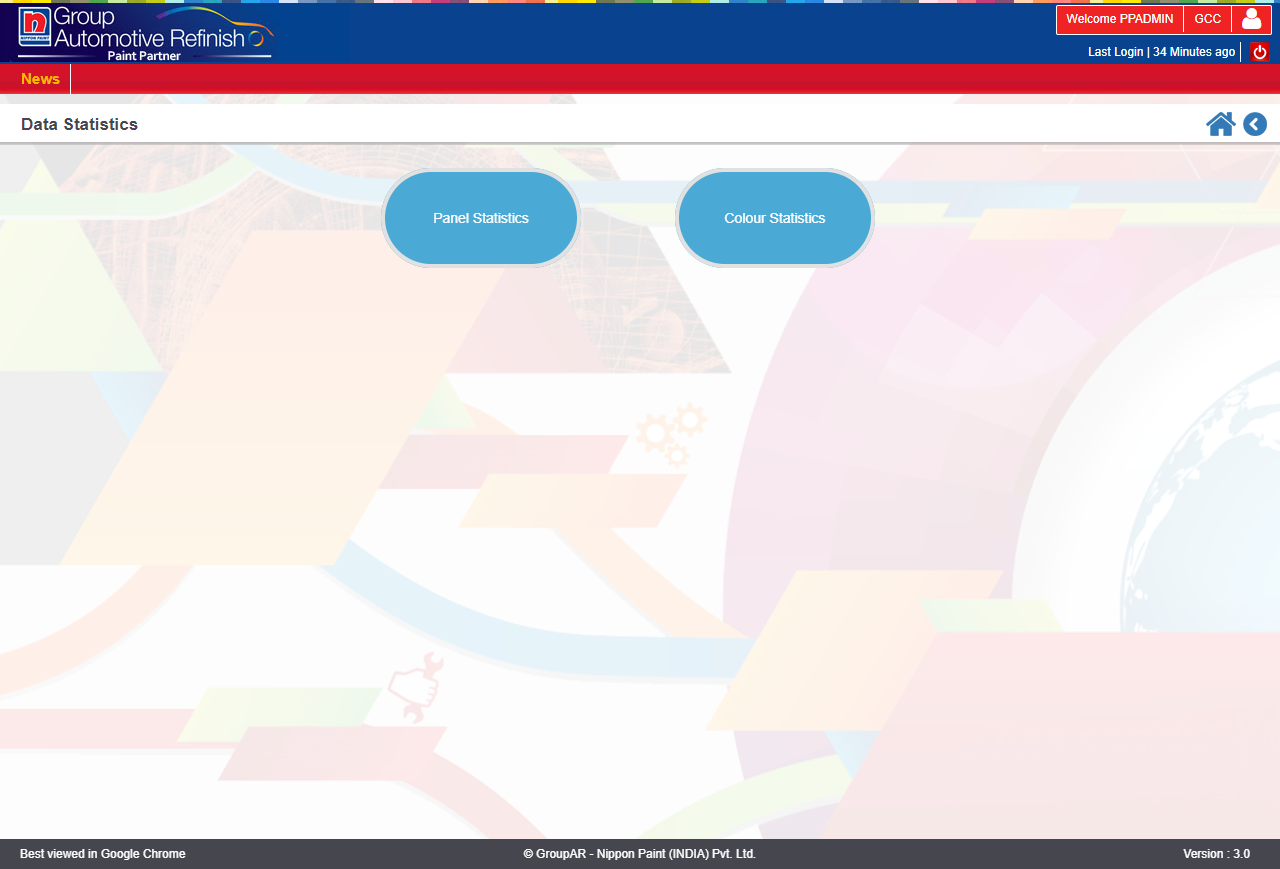 NIPPON PAINT
Group
Automotive Refinish
Paint Partner
Welcome PPADMIN
GCC
Last Login | 34 Minutes ago
News
Data Statistics
Panel Statistics
Colour Statistics
Best viewed in Google Chrome
© GroupAR - Nippon Paint (INDIA) Pvt. Ltd.
Version : 3.0